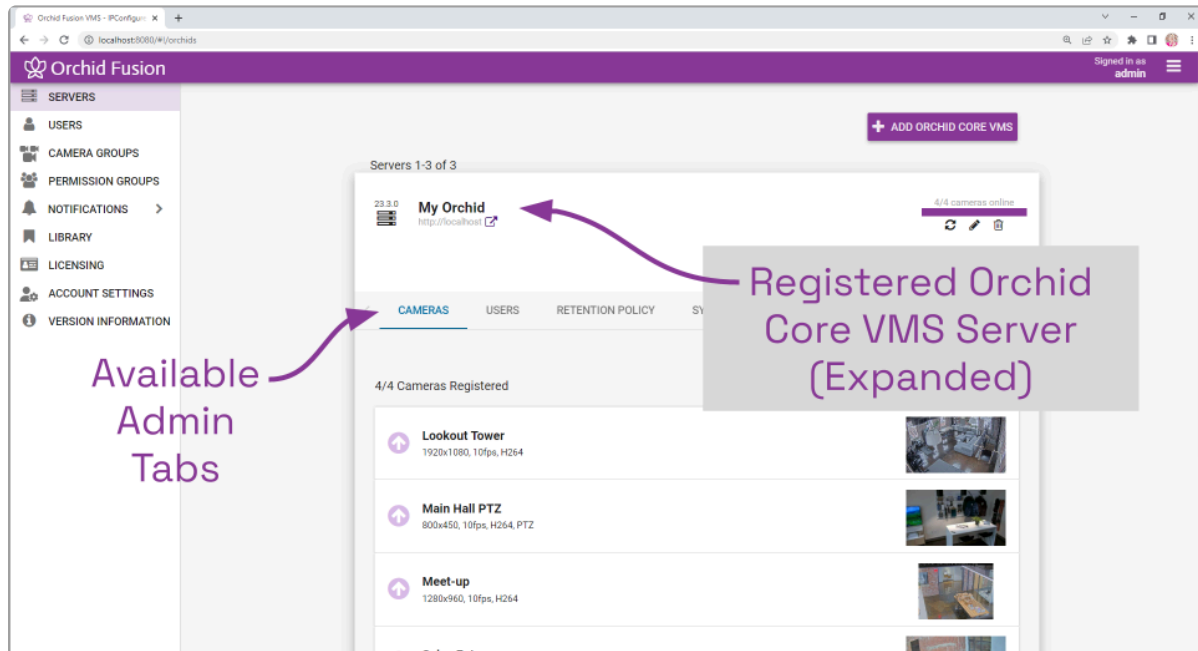 Orchid Fusion VMS - IPConfigure
localhost:8080/#!/orchids
Orchid Fusion
Signed in as
admin
SERVERS
USERS
CAMERA GROUPS
PERMISSION GROUPS
NOTIFICATIONS
LIBRARY
LICENSING
ACCOUNT SETTINGS
VERSION INFORMATION
ADD ORCHID CORE VMS
Servers 1-3 of 3
23.3.0
My Orchid
http://localhost
4/4 cameras online
Registered Orchid
Core VMS Server
(Expanded)
CAMERAS USERS RETENTION POLICY
Available
Admin
Tabs
4/4 Cameras Registered
Lookout Tower
1920x1080, 10fps, H264
Main Hall PTZ
800x450, 10fps, H264, PTZ
Meet-up
1280x960, 10fps, H264